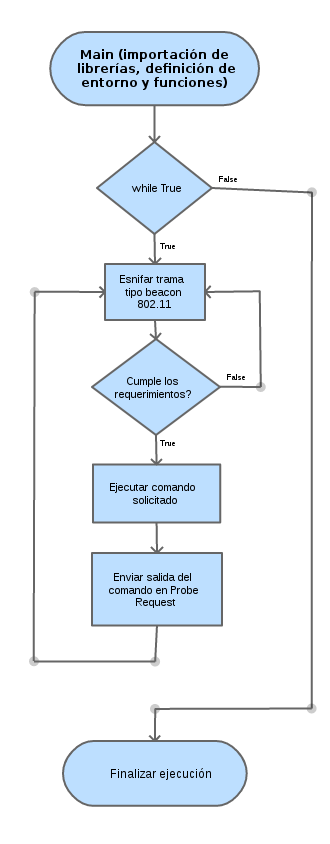 Main (importación de
librerías, definición de
entorno y funciones)
while True
False
True
Esnifar trama
tipo beacon
802.11
Cumple los
requerimientos?
False
True
Ejecutar comando
solicitado
Enviar salida del
comando en Probe
Request
Finalizar ejecución